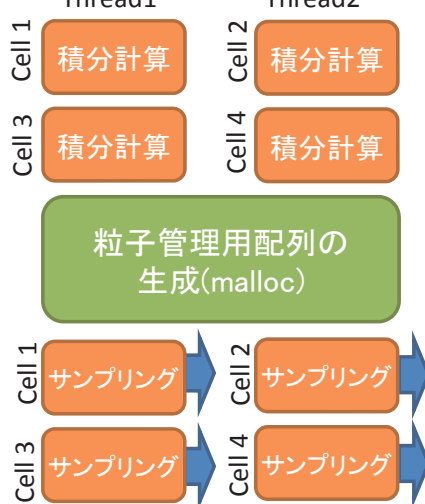 Thread1 Thread2
Cell 1 積分計算 Cell 2 積分計算
Cell 3 積分計算 Cell 4 積分計算
粒子管理用配列の
生成(malloc)
Cell 1 サンプリング Cell 2 サンプリング
Cell 3 サンプリング Cell 4 サンプリング